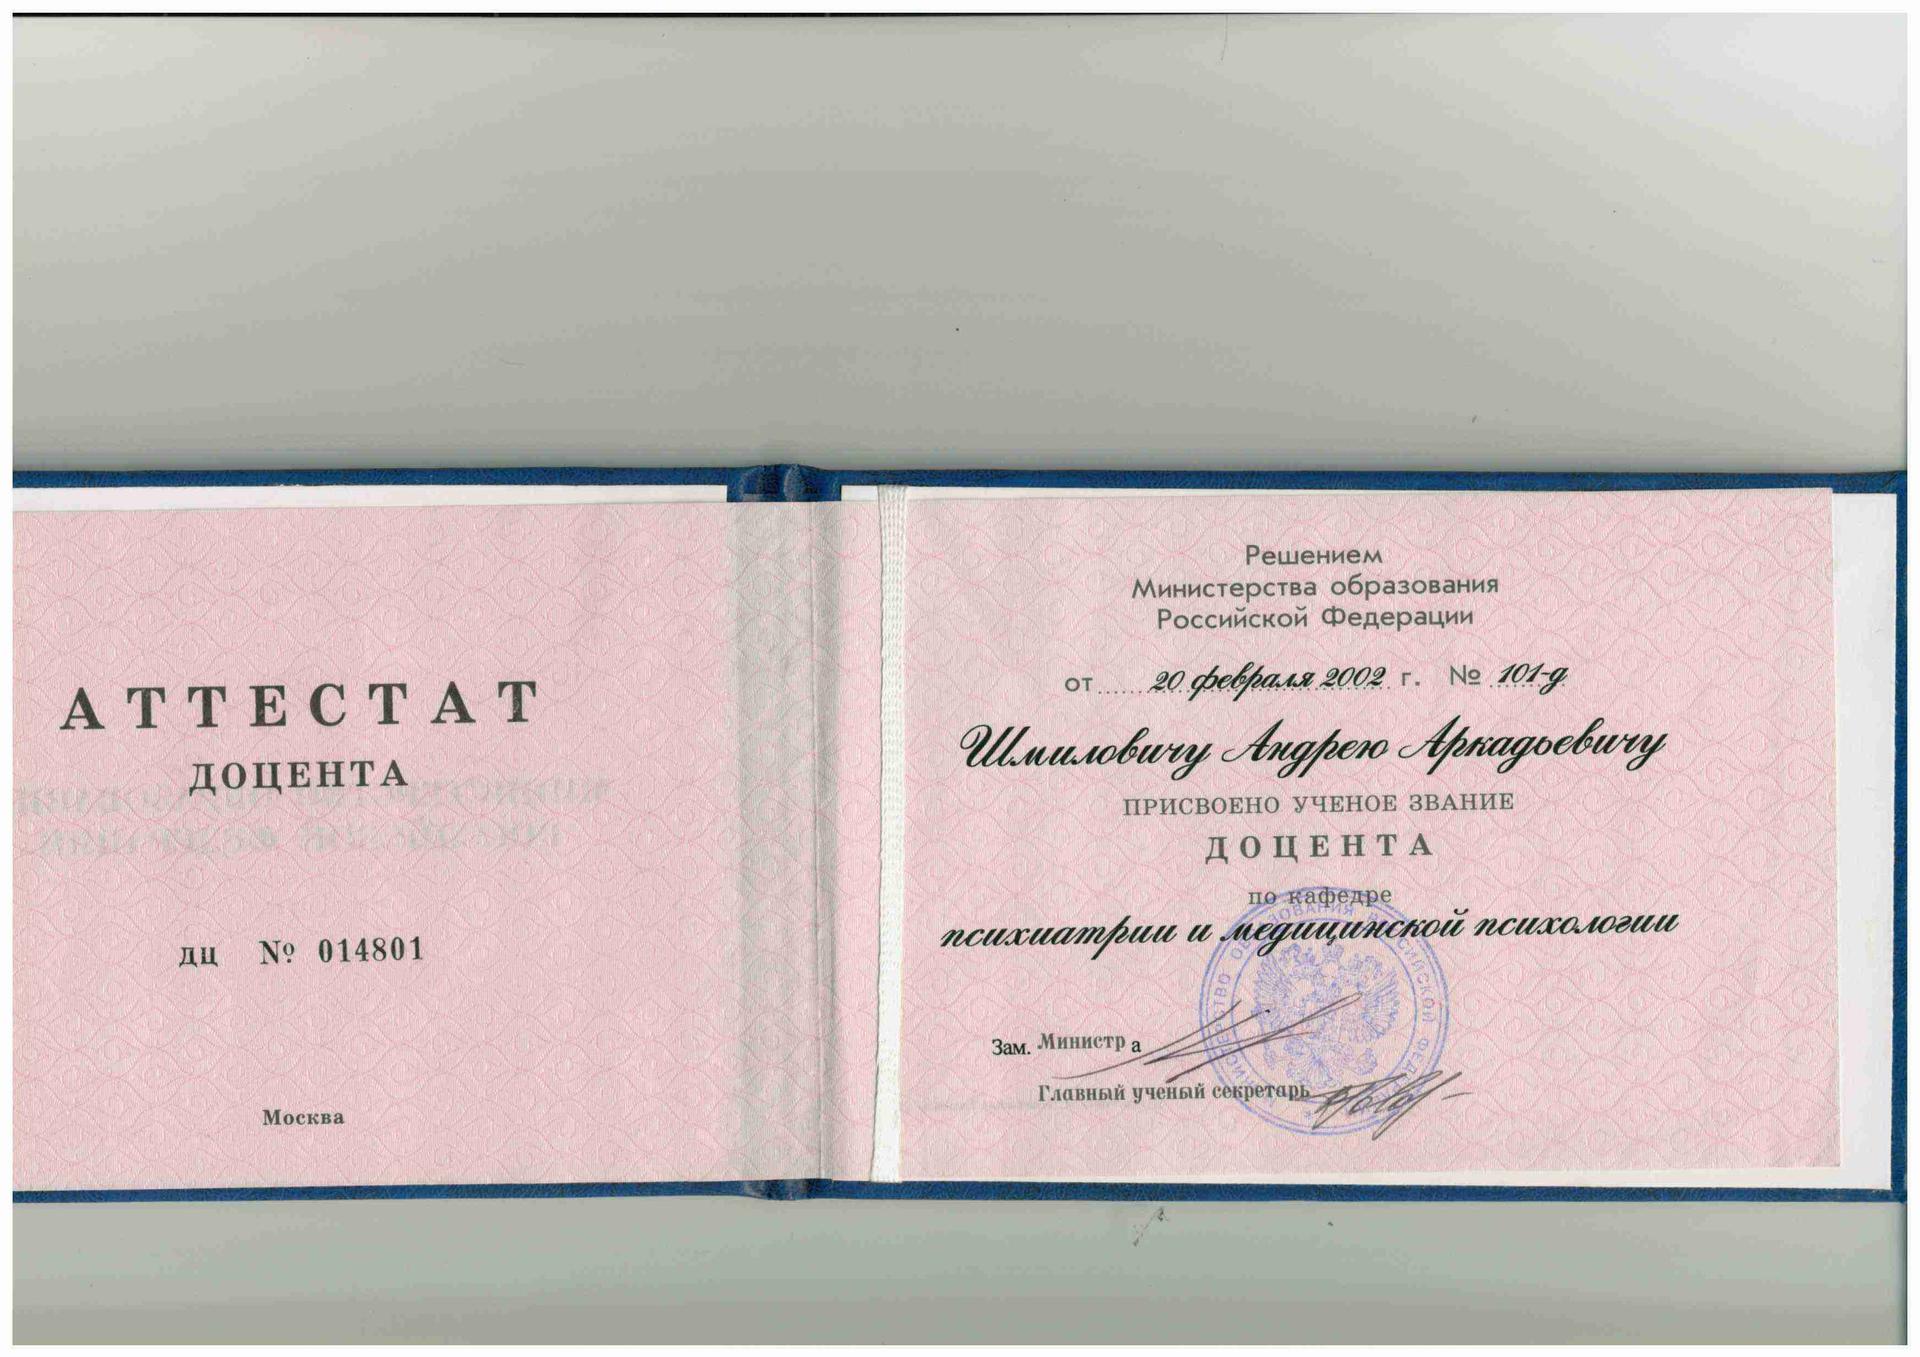 АТТЕСТАТ
ДОЦЕНТА
ДЦ № 014801
Москва
Решением
Министерства образования
Российской Федерации
от 20 февраля 2002 г. № 101-д
Шмиловичу Андрею Аркадьевичу
ПРИСВОЕНО УЧЕНОЕ ЗВАНИЕ
ДОЦЕНТА
по кафедре
психиатрии и медицинской психологии
Зам. Министра
Главный ученый секретарь